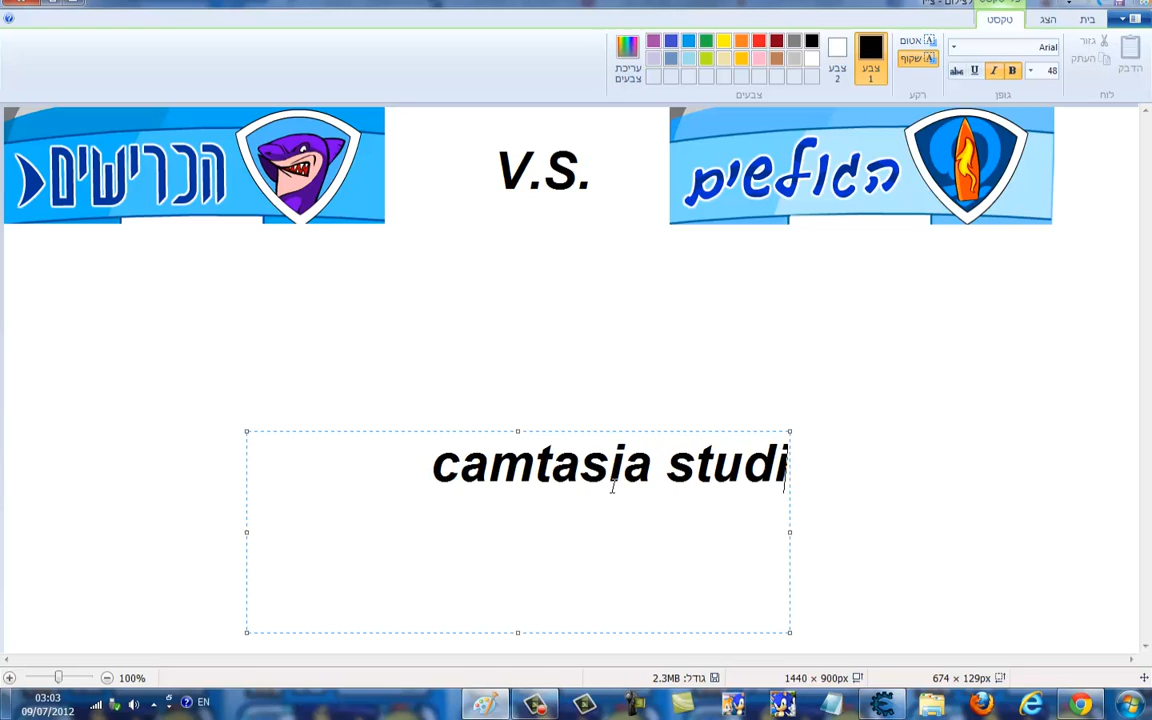 טקסט
הצג
בית
עריכת
צבעים
צבע
2
צבע
1
אטום
שקוף
Arial
abc
U
I
B
48
גזור
העתק
הדבק
צבעים
רקע
גופן
לוח
הכרישים
V.S.
הגולשים
camtasia studi
100%
גודל: 2.3MB
1440 × 900px
674 × 129px
03:03
09/07/2012
EN